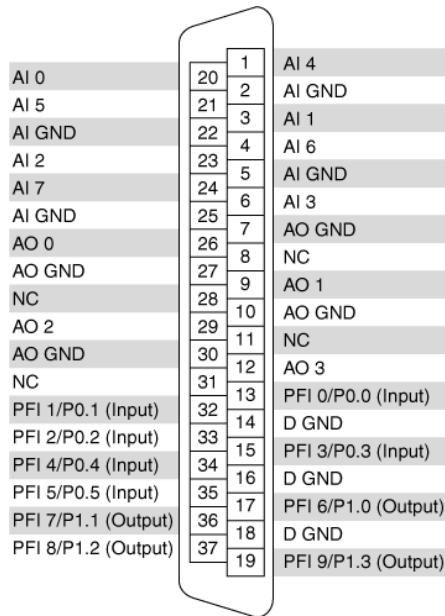 AI 0 20
AI 5 21
AI GND 22
AI 2 23
AI 7 24
AI GND 25
AO 0 26
AO GND 27
NC 28
AO 2 29
AO GND 30
NC 31
PFI 1/P0.1 (Input) 32
PFI 2/P0.2 (Input) 33
PFI 4/P0.4 (Input) 34
PFI 5/P0.5 (Input) 35
PFI 7/P1.1 (Output) 36
PFI 8/P1.2 (Output) 37
1 AI 4
2 AI GND
3 AI 1
4 AI 6
5 AI GND
6 AI 3
7 AO GND
8 NC
9 AO 1
10 AO GND
11 NC
12 AO 3
13 PFI 0/P0.0 (Input)
14 D GND
15 PFI 3/P0.3 (Input)
16 D GND
17 PFI 6/P1.0 (Output)
18 D GND
19 PFI 9/P1.3 (Output)